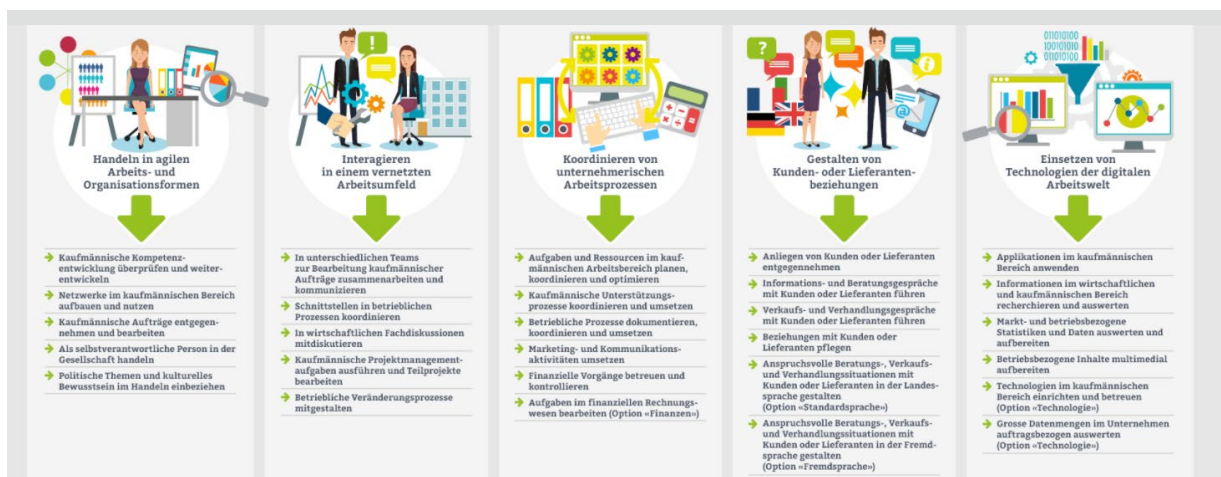 011010100
100101010
010110100
Handeln in agilen
Arbeits- und
Organisationsformen
Kaufmännische Kompetenz-
entwicklung überprüfen und weiter-
entwickeln
Netzwerke im kaufmännischen Bereich
aufbauen und nutzen
Kaufmännische Aufträge entgegen-
nehmen und bearbeiten
Als selbstverantwortliche Person in der
Gesellschaft handeln
Politische Themen und kulturelles
Bewusstsein im Handeln einbeziehen
Interagieren
in einem vernetzten
Arbeitsumfeld
In unterschiedlichen Teams
zur Bearbeitung kaufmännischer
Aufträge zusammenarbeiten und
kommunizieren
Schnittstellen in betrieblichen
Prozessen koordinieren
In wirtschaftlichen Fachdiskussionen
mitdiskutieren
Kaufmännische Projektmanagement-
aufgaben ausführen und Teilprojekte
bearbeiten
Betriebliche Veränderungsprozesse
mitgestalten
Koordinieren von
unternehmerischen
Arbeitsprozessen
Aufgaben und Ressourcen im kauf-
männischen Arbeitsbereich planen,
koordinieren und optimieren
Kaufmännische Unterstützungs-
prozesse koordinieren und umsetzen
Betriebliche Prozesse dokumentieren,
koordinieren und umsetzen
Marketing- und Kommunikations-
aktivitäten umsetzen
Finanzielle Vorgänge betreuen und
kontrollieren
Aufgaben im finanziellen Rechnungs-
wesen bearbeiten (Option «Finanzen»)
Gestalten von
Kunden- oder Lieferanten-
beziehungen
Anliegen von Kunden oder Lieferanten
entgegennehmen
Informations- und Beratungsgespräche
mit Kunden oder Lieferanten führen
Verkaufs- und Verhandlungsgespräche
mit Kunden oder Lieferanten führen
Beziehungen mit Kunden oder
Lieferanten pflegen
Anspruchsvolle Beratungs-, Verkaufs-
und Verhandlungssituationen mit
Kunden oder Lieferanten in der Landes-
sprache gestalten
(Option «Standardsprache»)
Anspruchsvolle Beratungs-, Verkaufs-
und Verhandlungssituationen mit
Kunden oder Lieferanten in der Fremd-
sprache gestalten
(Option «Fremdsprache»)
Einsetzen von
Technologien der digitalen
Arbeitswelt
Applikationen im kaufmännischen
Bereich anwenden
Informationen im wirtschaftlichen
und kaufmännischen Bereich
recherchieren und auswerten
Markt- und betriebsbezogene
Statistiken und Daten auswerten und
aufbereiten
Betriebsbezogene Inhalte multimedial
aufbereiten
Technologien im kaufmännischen
Bereich einrichten und betreuen
(Option «Technologie»)
Grosse Datenmengen im Unternehmen
auftragsbezogen auswerten
(Option «Technologie»)